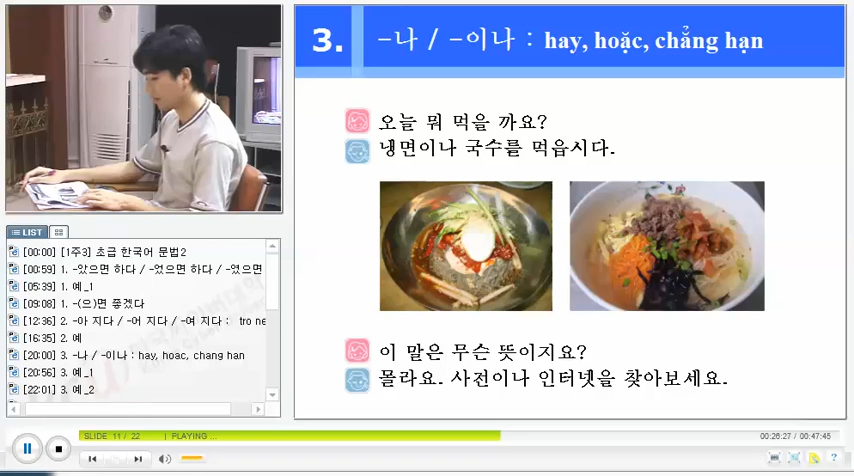 3. -나 / -이나 : hay, hoặc, chẳng hạn
오늘 뭐 먹을 까요?
냉면이나 국수를 먹읍시다.
이 말은 무슨 뜻이지요?
몰라요. 사전이나 인터넷을 찾아보세요.
LIST
[00:00] [1주3] 초급 한국어 문법2
[00:59] 1. -았으면 하다 / -었으면 하다 / -였으면
[05:39] 1. 예_1
[09:08] 1. -(으)면 좋겠다
[12:36] 2. -아 지다 / -어 지다 / -여 지다 : tro ne
[16:35] 2. 예
[20:00] 3. -나 / -이나 : hay, hoac, chang han
[20:56] 3. 예_1
[22:01] 3. 예_2
SLIDE 11 / 22 | PLAYING ...
00:26:27 / 00:47:45